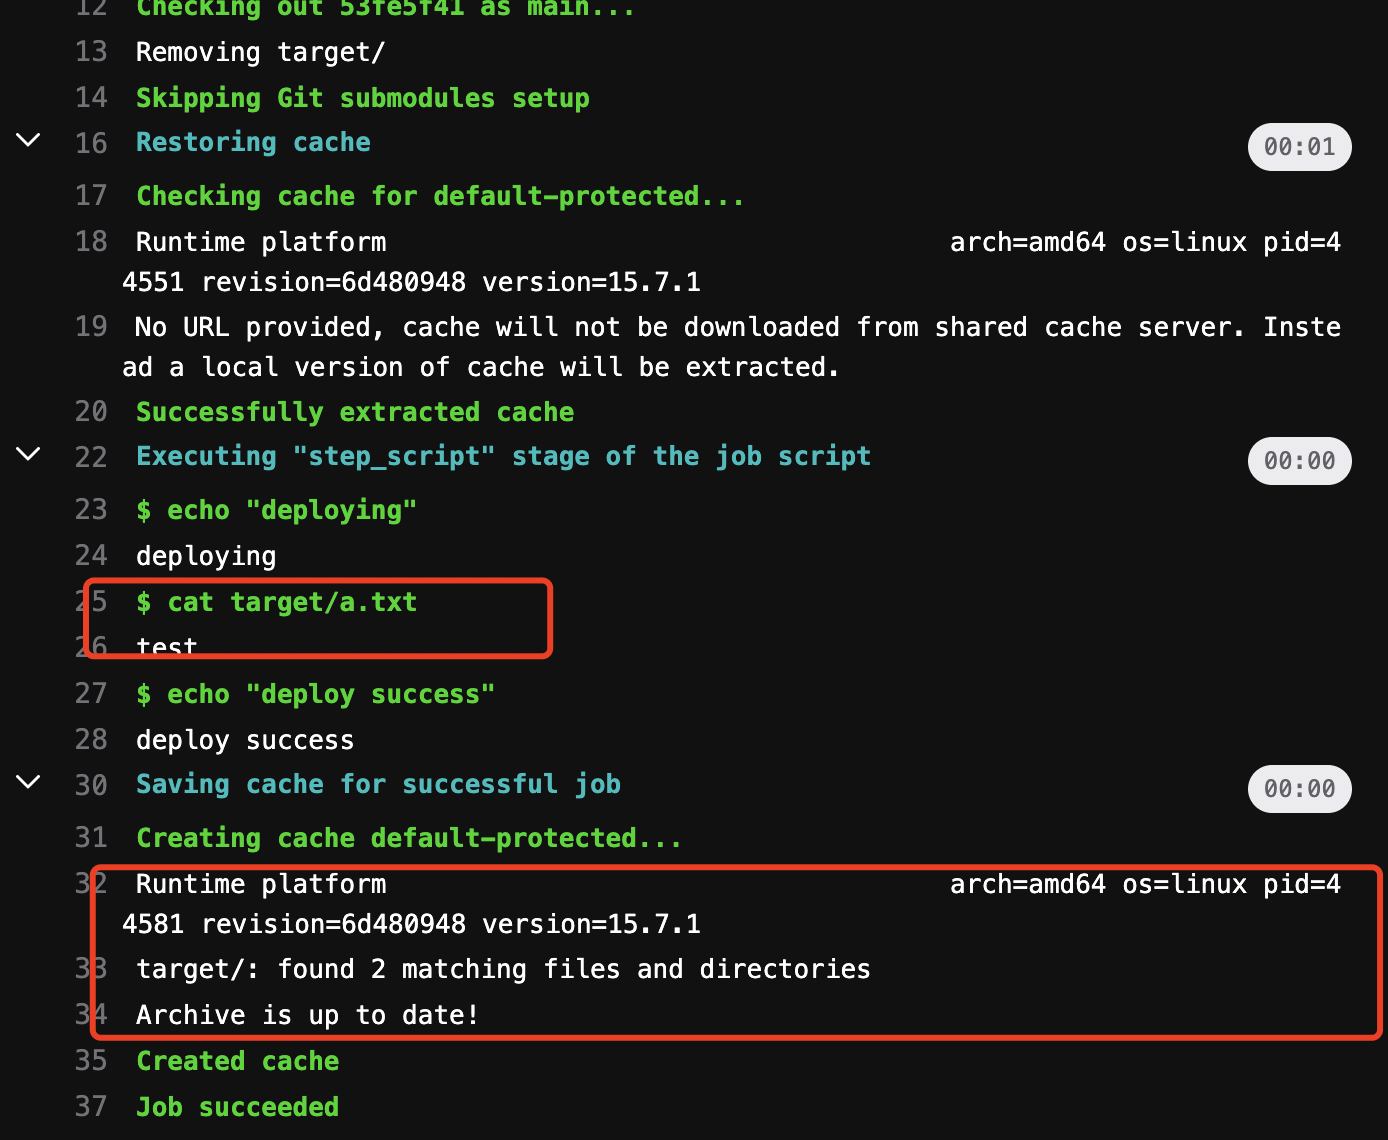 12 Checking out 53fe5f41 as main...
13 Removing target/
14 Skipping Git submodules setup
16 Restoring cache 00:01
17 Checking cache for default-protected...
18 Runtime platform arch=amd64 os=linux pid=4
4551 revision=6d480948 version=15.7.1
19 No URL provided, cache will not be downloaded from shared cache server. Inste
ad a local version of cache will be extracted.
20 Successfully extracted cache
22 Executing "step_script" stage of the job script 00:00
23 $ echo "deploying"
24 deploying
25 $ cat target/a.txt
26 test
27 $ echo "deploy success"
28 deploy success
30 Saving cache for successful job 00:00
31 Creating cache default-protected...
32 Runtime platform arch=amd64 os=linux pid=4
4581 revision=6d480948 version=15.7.1
33 target/: found 2 matching files and directories
34 Archive is up to date!
35 Created cache
37 Job succeeded